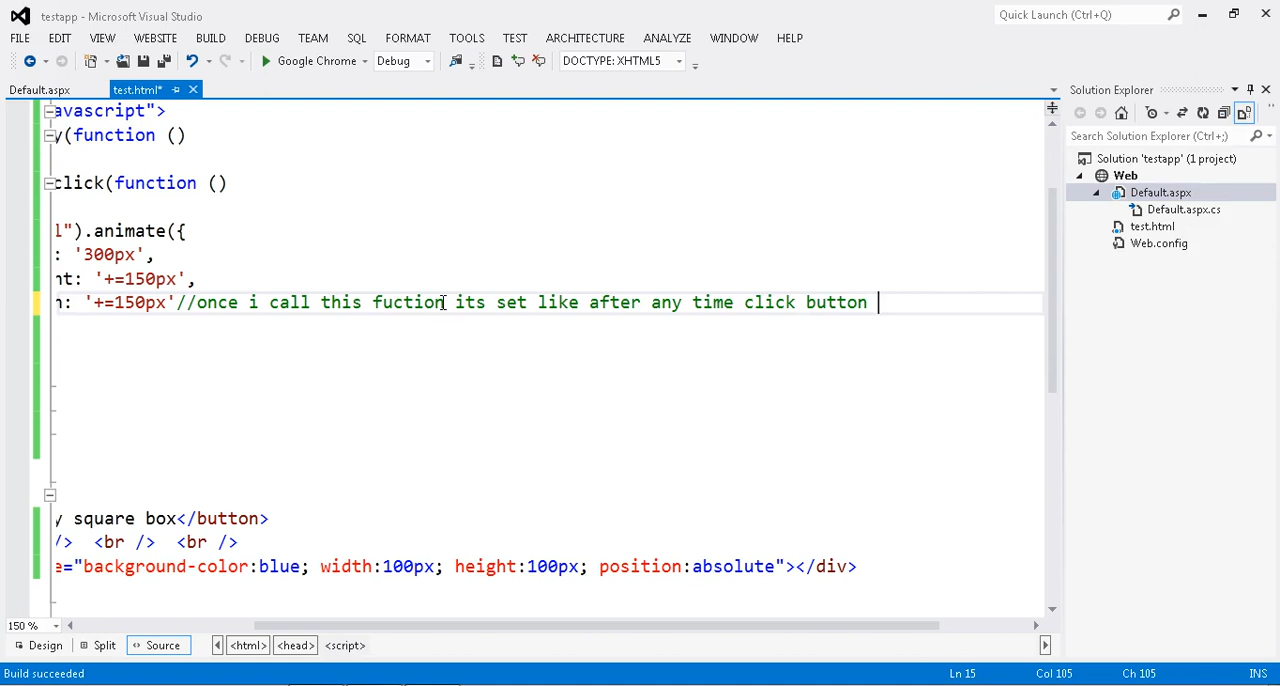 testapp - Microsoft Visual Studio
Quick Launch (Ctrl+Q)
FILE EDIT VIEW WEBSITE BUILD DEBUG TEAM SQL FORMAT TOOLS TEST ARCHITECTURE ANALYZE WINDOW HELP
Google Chrome Debug DOCTYPE: XHTML5
Default.aspx test.html*
avascript">
y(function ()
click(function ()
l").animate({
: '300px',
ht: '+=150px',
h: '+=150px'//once i call this fuction its set like after any time click button
y square box</button>
/> <br /> <br />
e="background-color:blue; width:100px; height:100px; position:absolute"></div>
150 %
Design Split Source <html> <head> <script>
Build succeeded Ln 15 Col 105 Ch 105 INS
Solution Explorer
Search Solution Explorer (Ctrl+;)
Solution 'testapp' (1 project)
Web
Default.aspx
Default.aspx.cs
test.html
Web.config